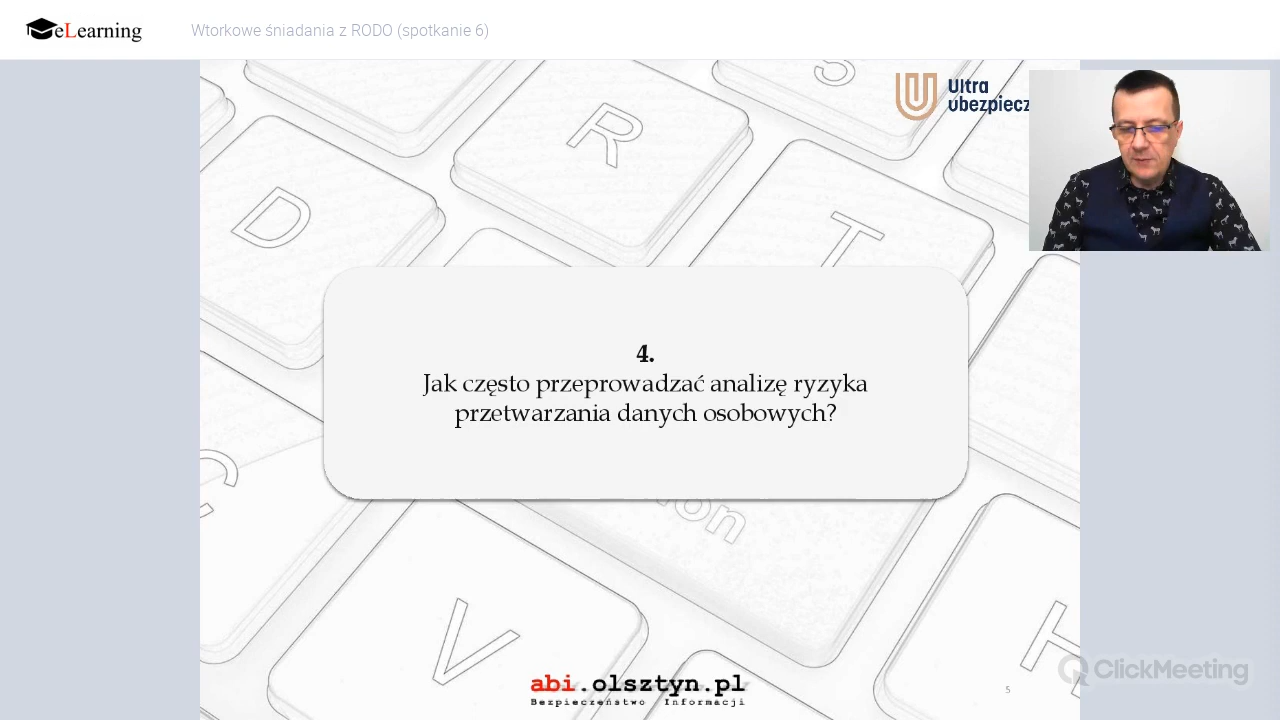 eLearning
Wtorkowe śniadania z RODO (spotkanie 6)
Ultra
ubezpiecz
S
R
D
T
4.
Jak często przeprowadzać analizę ryzyka
przetwarzania danych osobowych?
C
V
H
abi.olsztyn.pl
Bezpieczeństwo Informacji
5
ClickMeeting